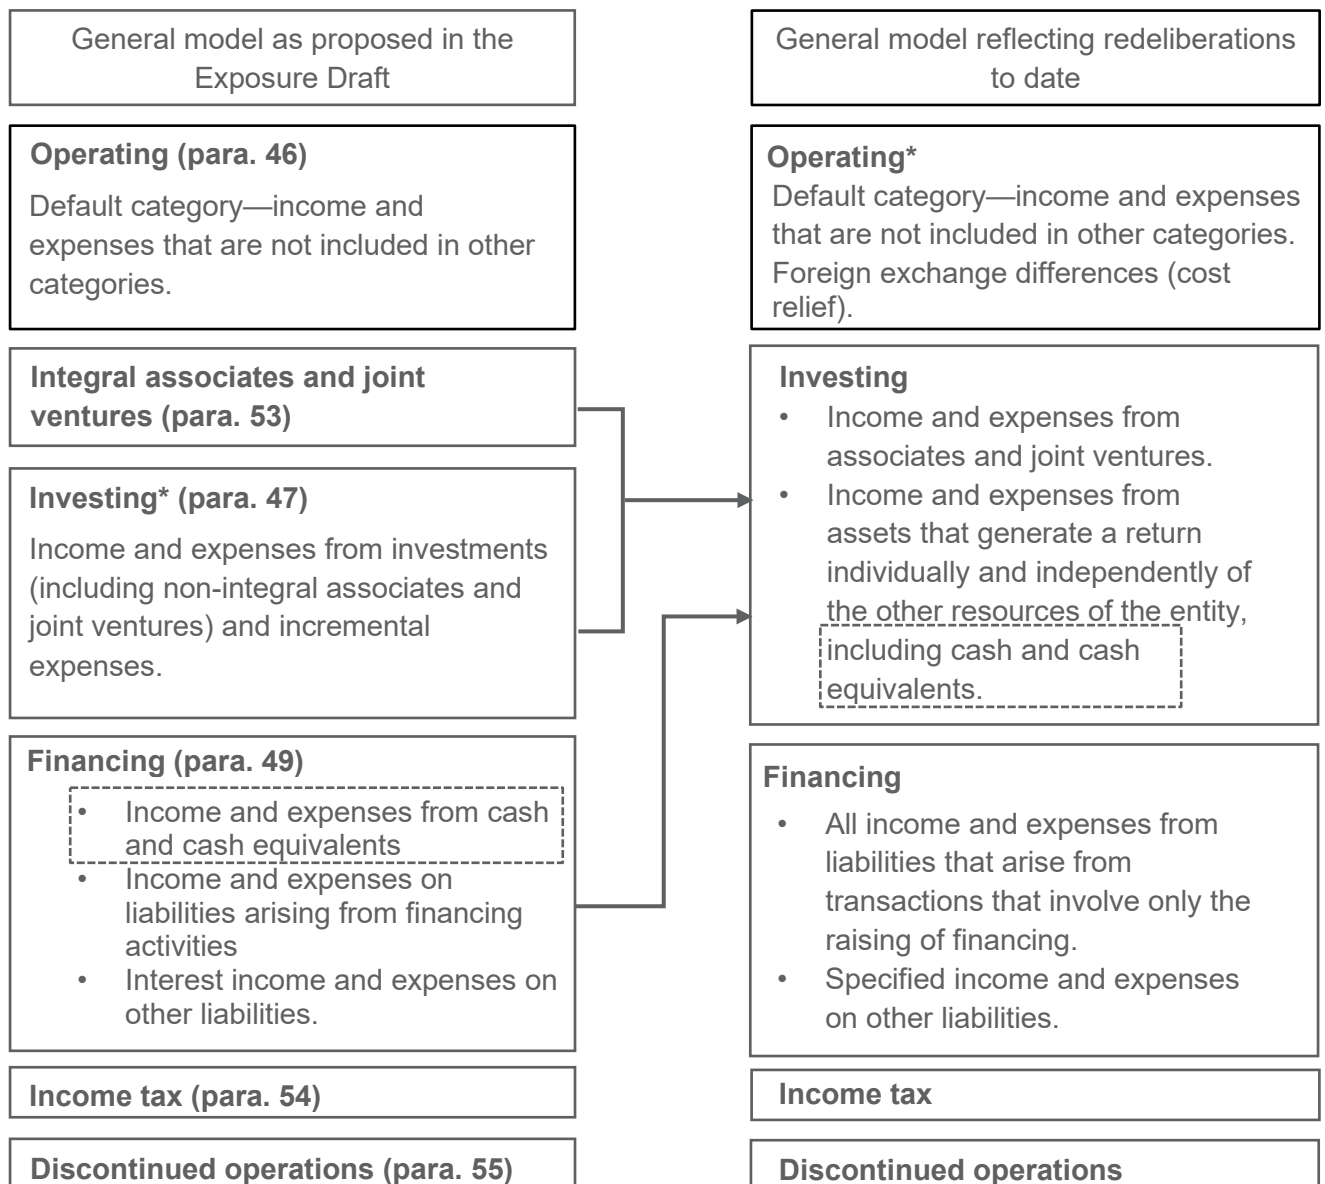 General model as proposed in the
Exposure Draft
Operating (para. 46)
Default category—income and
expenses that are not included in other
categories.
Integral associates and joint
ventures (para. 53)
Investing* (para. 47)
Income and expenses from investments
(including non-integral associates and
joint ventures) and incremental
expenses.
Financing (para. 49)
• Income and expenses from cash
and cash equivalents
• Income and expenses on
liabilities arising from financing
activities
• Interest income and expenses on
other liabilities.
Income tax (para. 54)
Discontinued operations (para. 55)
General model reflecting redeliberations
to date
Operating*
Default category—income and expenses
that are not included in other categories.
Foreign exchange differences (cost
relief).
Investing
• Income and expenses from
associates and joint ventures.
• Income and expenses from
assets that generate a return
individually and independently of
the other resources of the entity,
including cash and cash
equivalents.
Financing
• All income and expenses from
liabilities that arise from
transactions that involve only the
raising of financing.
• Specified income and expenses
on other liabilities.
Income tax
Discontinued operations